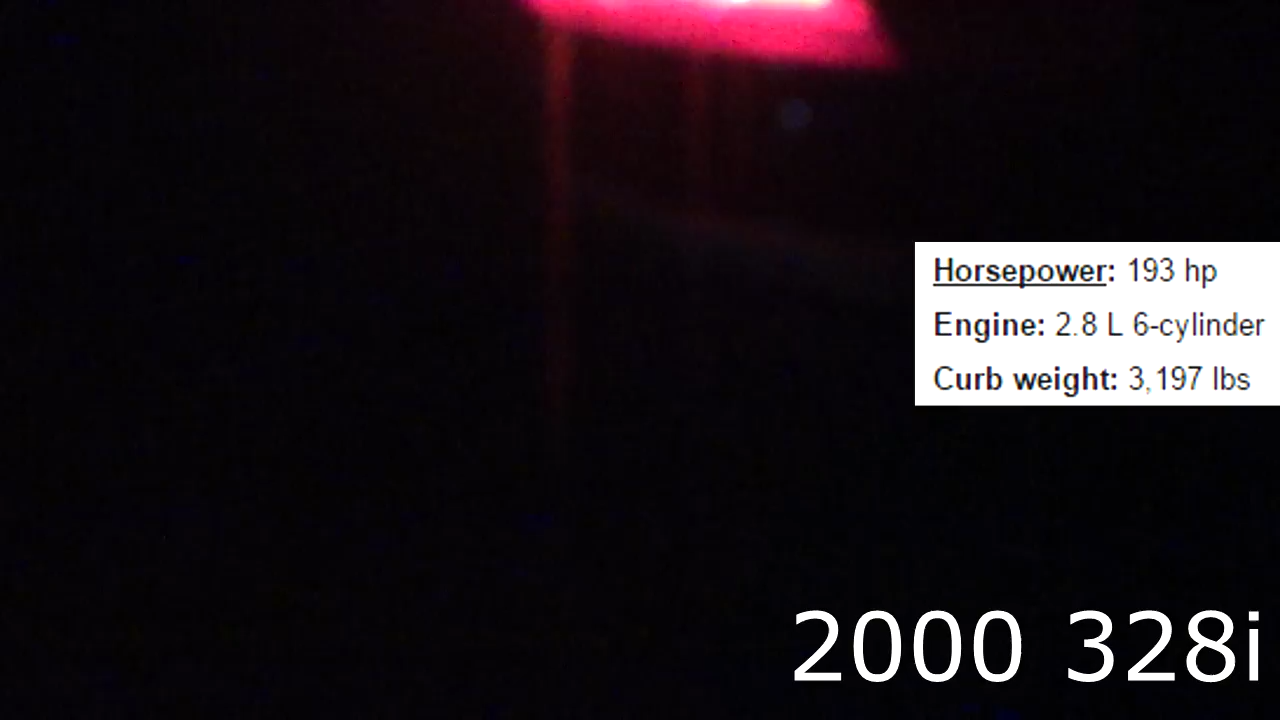 Horsepower: 193 hp
Engine: 2.8 L 6-cylinder
Curb weight: 3,197 lbs
2000 328i